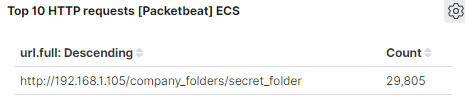 Top 10 HTTP requests [Packetbeat] ECS
url.full: Descending Count
http://192.168.1.105/company_folders/secret_folder 29,805